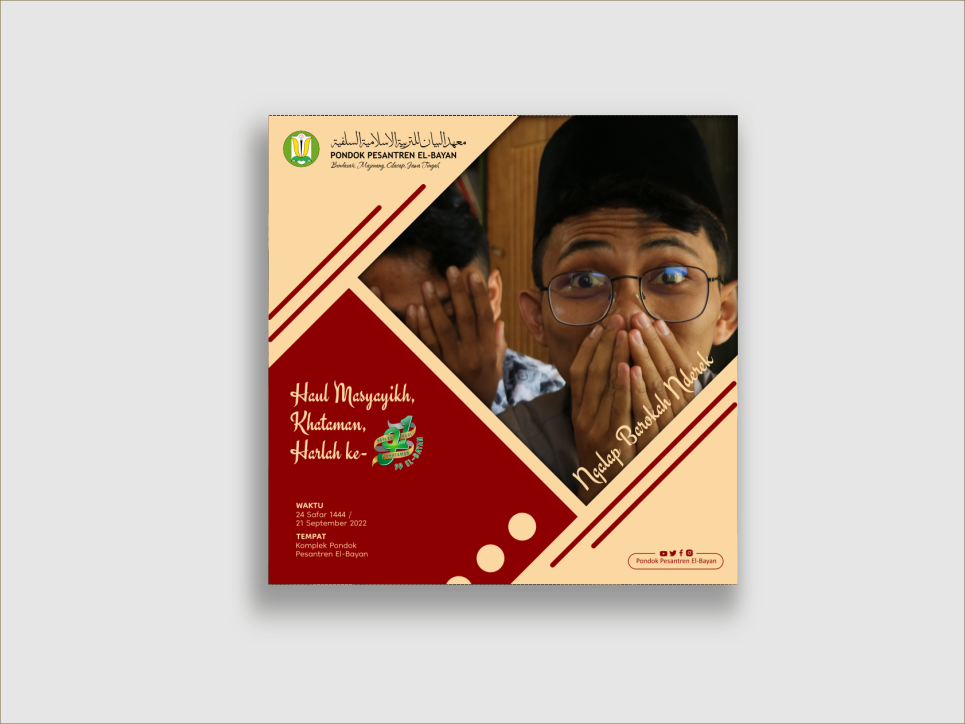 معهد البيان للتربية الاسلامية السلفية
PONDOK PESANTREN EL-BAYAN
Bendasari, Majenang, Cilacap, Jawa Tengah
Haul Masyayikh,
Khataman,
Harlah ke-
PP EL-BAYAN
WAKTU
24 Safar 1444 /
21 September 2022
TEMPAT
Komplek Pondok
Pesantren El-Bayan
Ngalap Barokah Nderek
Pondok Pesantren El-Bayan